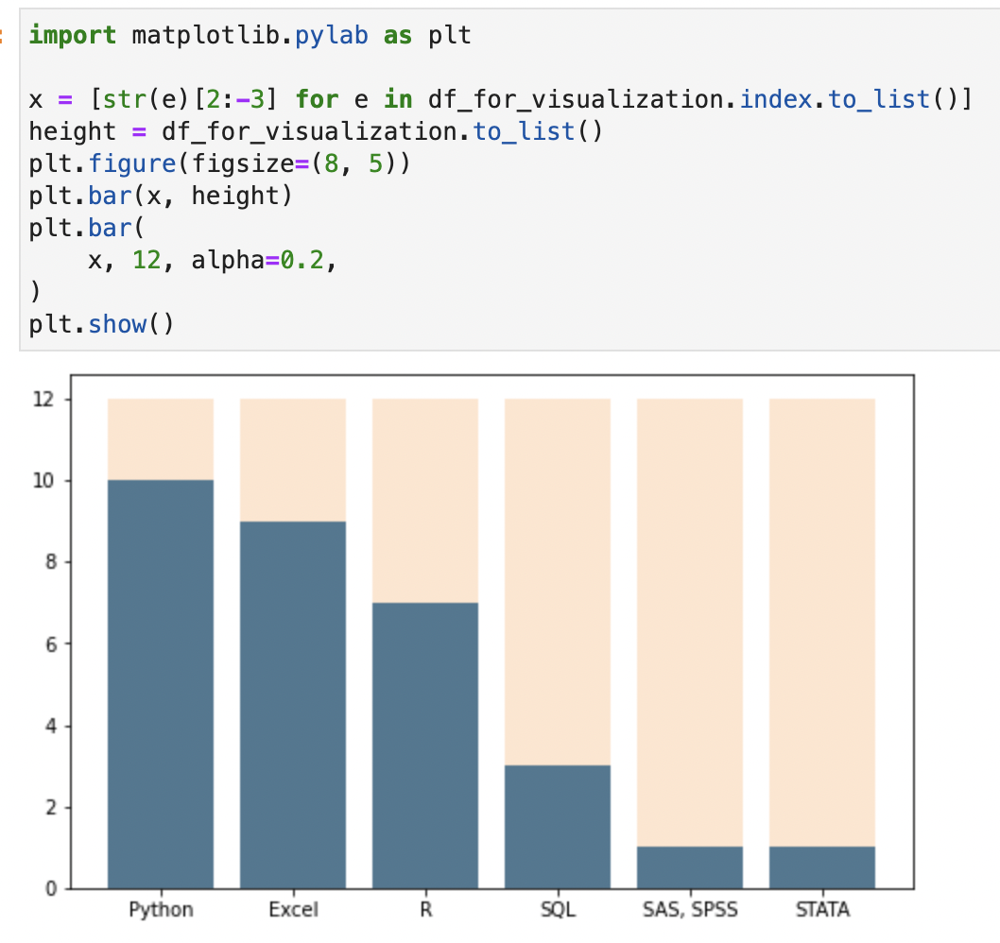 import matplotlib.pylab as plt
x = [str(e)[2:-3] for e in df_for_visualization.index.to_list()]
height = df_for_visualization.to_list()
plt.figure(figsize=(8, 5))
plt.bar(x, height)
plt.bar(
    x, 12, alpha=0.2,
)
plt.show()
12
10
8
6
4
2
0
Python Excel R SQL SAS, SPSS STATA